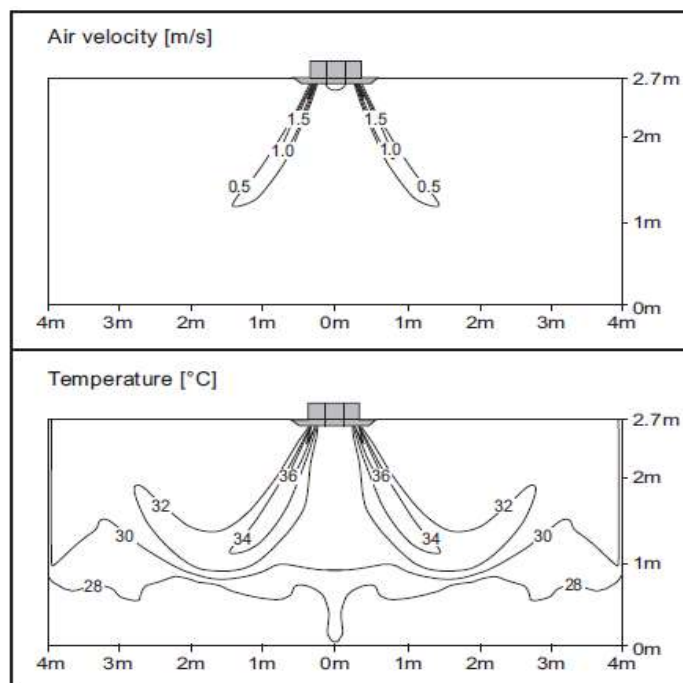 Air velocity [m/s]
2.7m
1.5 1.5
2m
1.0 1.0
0.5 0.5
1m
0m
4m 3m 2m 1m 0m 1m 2m 3m 4m
Temperature [°C]
2.7m
36 36
2m
32 32
30 34 34 30
1m
28 28
0m
4m 3m 2m 1m 0m 1m 2m 3m 4m